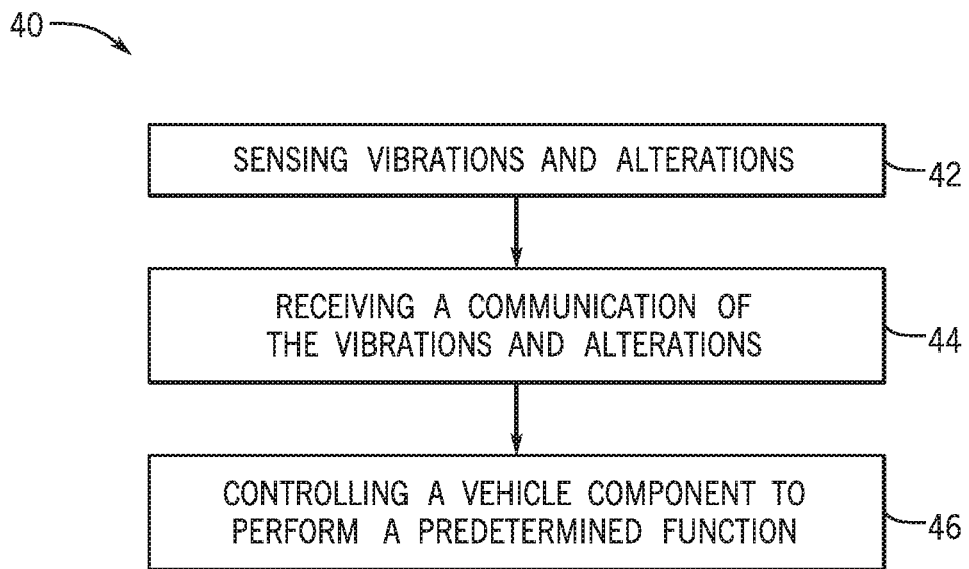 40
SENSING VIBRATIONS AND ALTERATIONS
42
RECEIVING A COMMUNICATION OF
THE VIBRATIONS AND ALTERATIONS
44
CONTROLLING A VEHICLE COMPONENT TO
PERFORM A PREDETERMINED FUNCTION
46